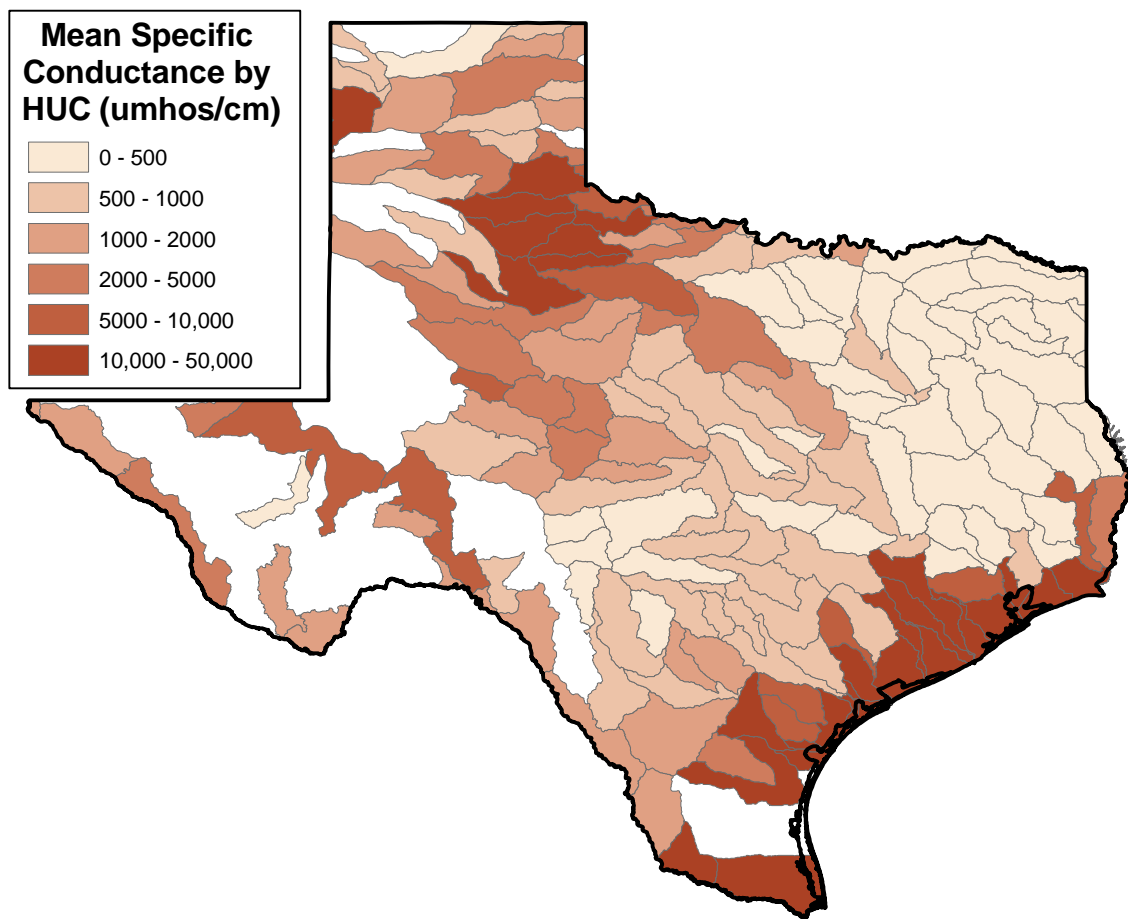 Mean Specific
Conductance by
HUC (umhos/cm)
0 - 500
500 - 1000
1000 - 2000
2000 - 5000
5000 - 10,000
10,000 - 50,000